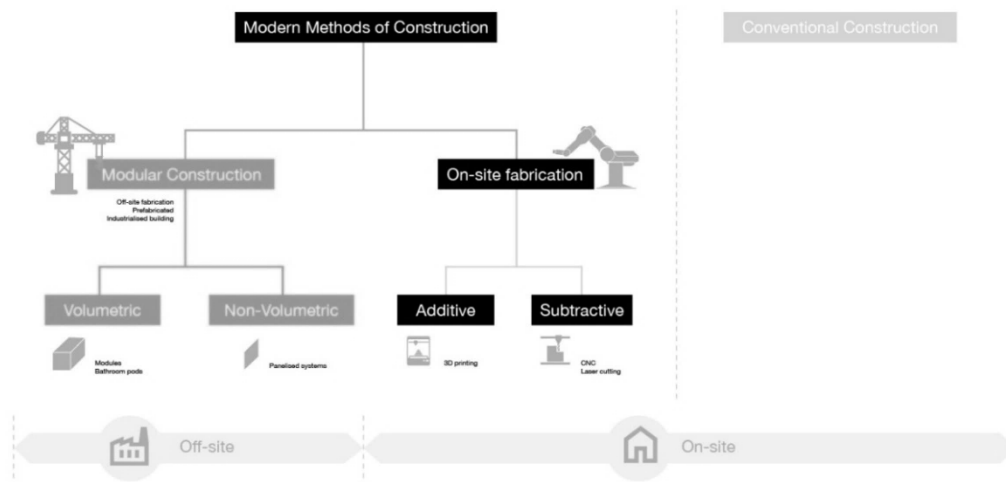 Modern Methods of Construction
Conventional Construction
Modular Construction
On-site fabrication
Off-site fabrication
Prefabricated
Industrialised building
Volumetric
Non-Volumetric
Additive
Subtractive
Modules
Bathroom pods
Panelised systems
3D printing
CNC
Laser cutting
Off-site
On-site